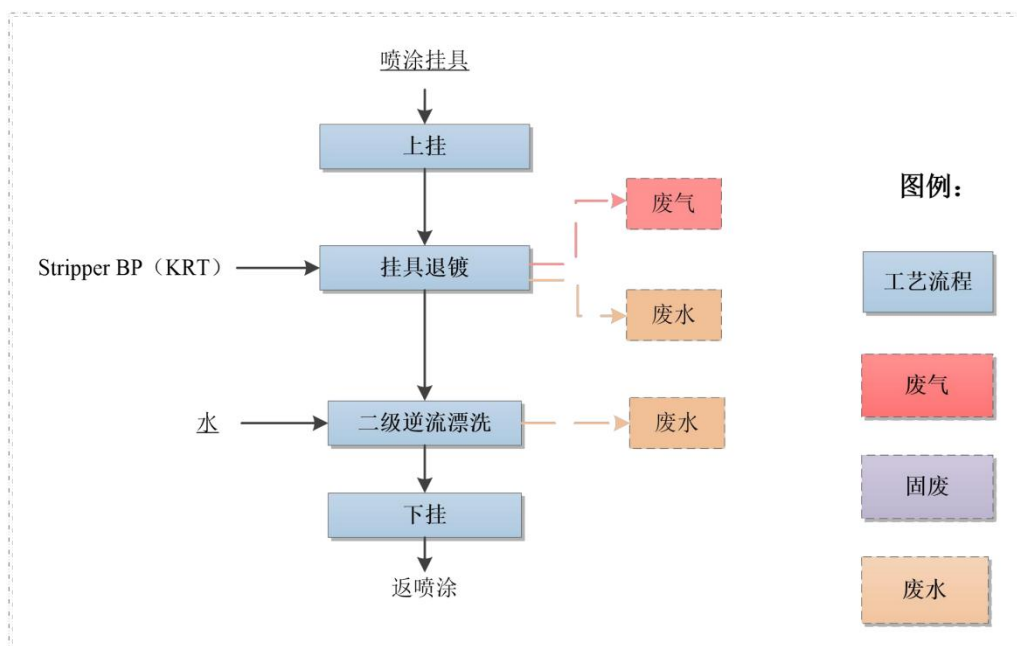 喷涂挂具
上挂
图例：
废气
Stripper BP（KRT）
挂具退镀
工艺流程
废水
废气
水
二级逆流漂洗
废水
固废
下挂
返喷涂
废水